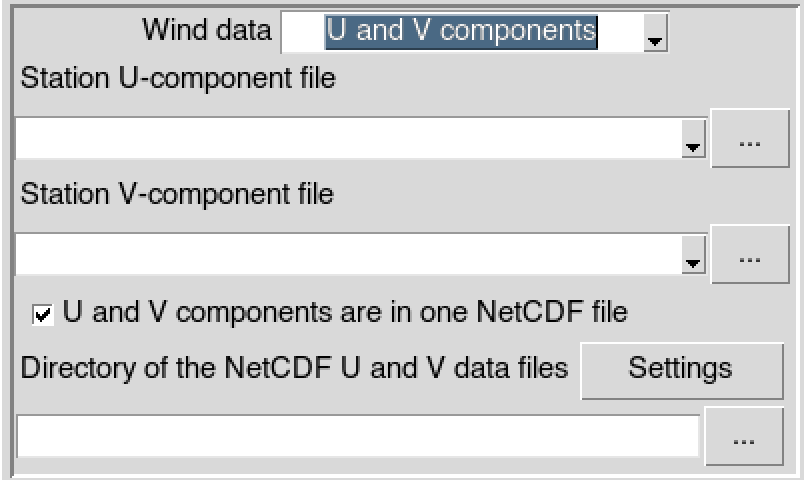 Wind data U and V components
Station U-component file
...
Station V-component file
...
U and V components are in one NetCDF file
Directory of the NetCDF U and V data files Settings
...